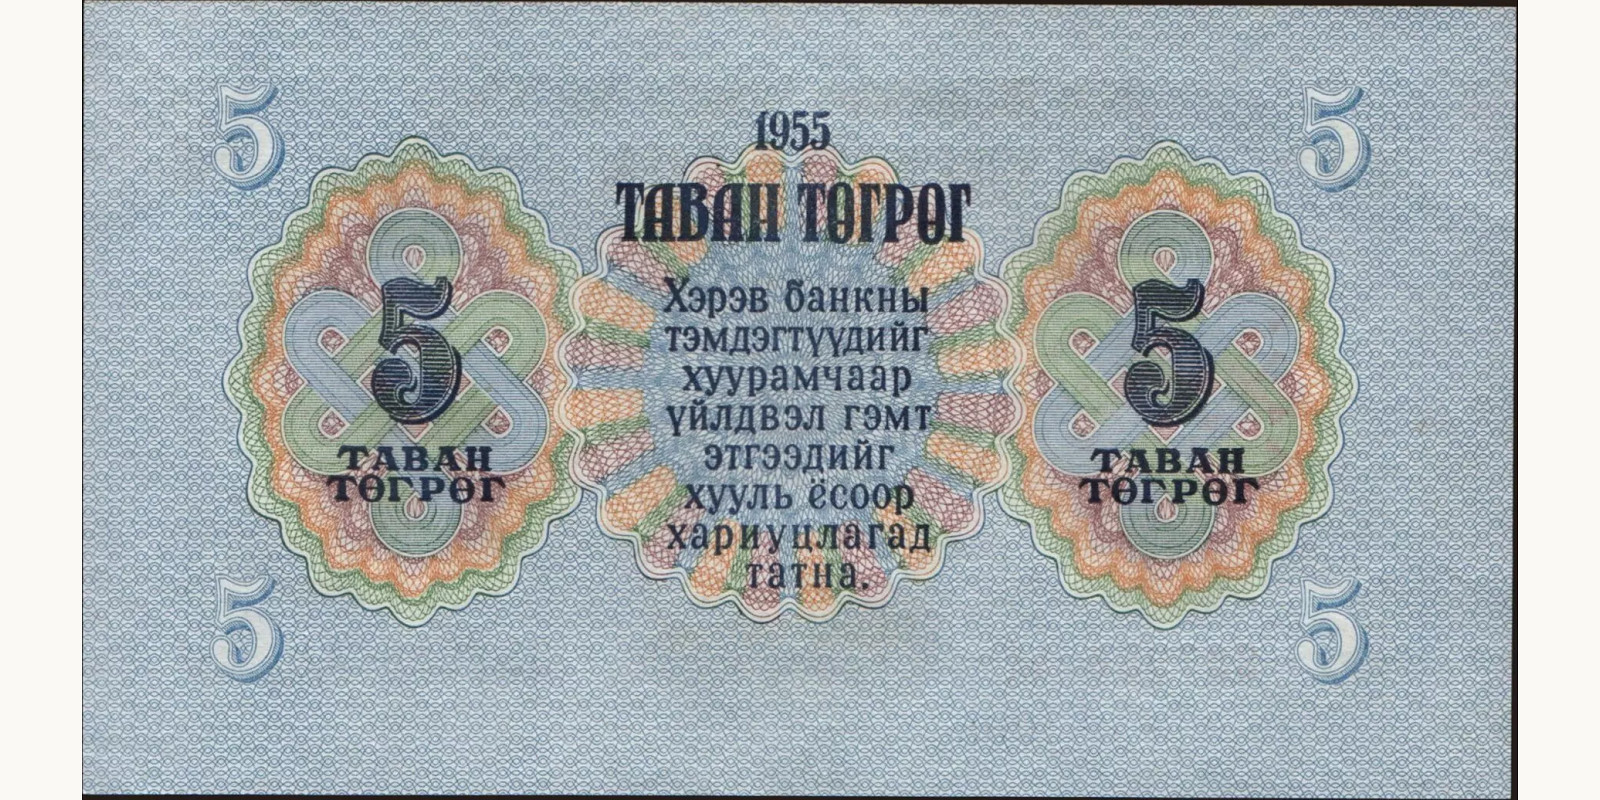 5
5
1955
ТАВАН ТӨГРӨГ
Хэрэв банкны
тэмдэгтүүдийг
хуурамчаар
үйлдвэл гэмт
этгээдийг
хууль ёсоор
хариуцлагад
татна.
5
ТАВАН
ТӨГРӨГ
5
ТАВАН
ТӨГРӨГ
5
5